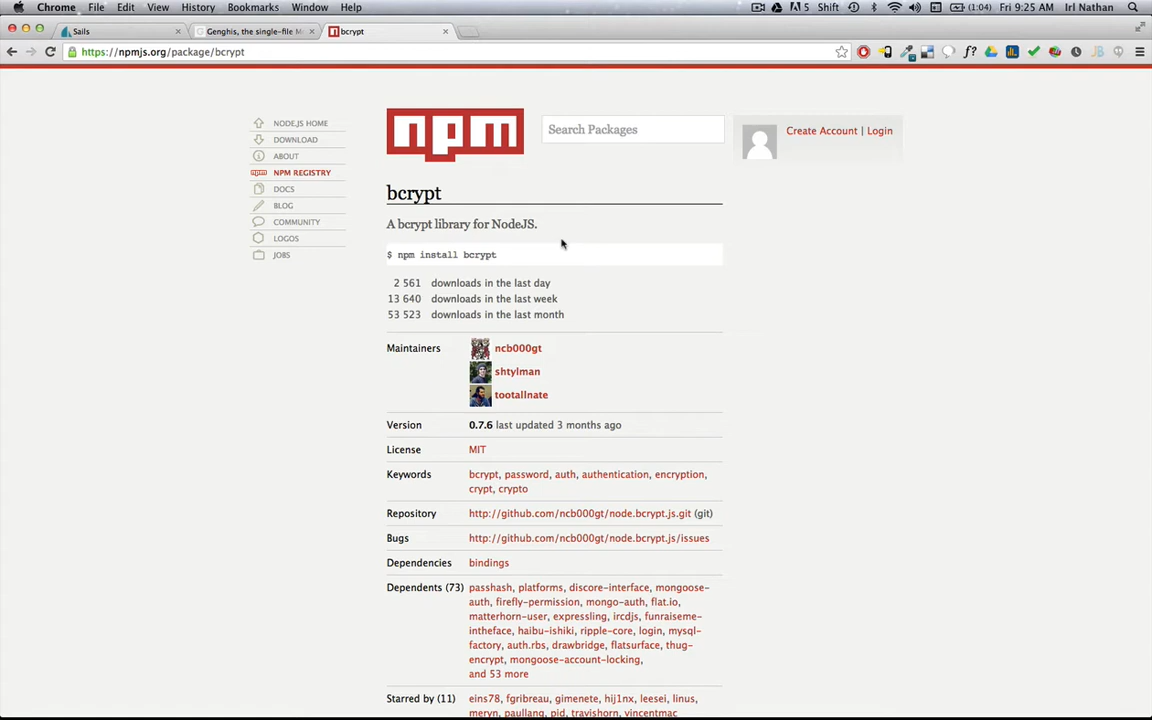 Chrome File Edit View History Bookmarks Window Help
5 Shift (1:04) Fri 9:25 AM Irl Nathan
Sails
Genghis, the single-file M
bcrypt
https://npmjs.org/package/bcrypt
f?
JB
NODE.JS HOME
DOWNLOAD
ABOUT
npm NPM REGISTRY
DOCS
BLOG
COMMUNITY
LOGOS
JOBS
npm
Search Packages
Create Account | Login
bcrypt
A bcrypt library for NodeJS.
$ npm install bcrypt
2 561 downloads in the last day
13 640 downloads in the last week
53 523 downloads in the last month
Maintainers ncb000gt
shtylman
tootallnate
Version 0.7.6 last updated 3 months ago
License MIT
Keywords bcrypt, password, auth, authentication, encryption,
crypt, crypto
Repository http://github.com/ncb000gt/node.bcrypt.js.git (git)
Bugs http://github.com/ncb000gt/node.bcrypt.js/issues
Dependencies bindings
Dependents (73) passhash, platforms, discore-interface, mongoose-
auth, firefly-permission, mongo-auth, flat.io,
matterhorn-user, expressling, ircdjs, funraiseme-
intheface, haibu-ishiki, ripple-core, login, mysql-
factory, auth.rbs, drawbridge, flatsurface, thug-
encrypt, mongoose-account-locking,
and 53 more
Starred by (11) eins78, fgribreau, gimenete, hij1nx, leesei, linus,
meryn, paullang, pid, travishorn, vincentmac